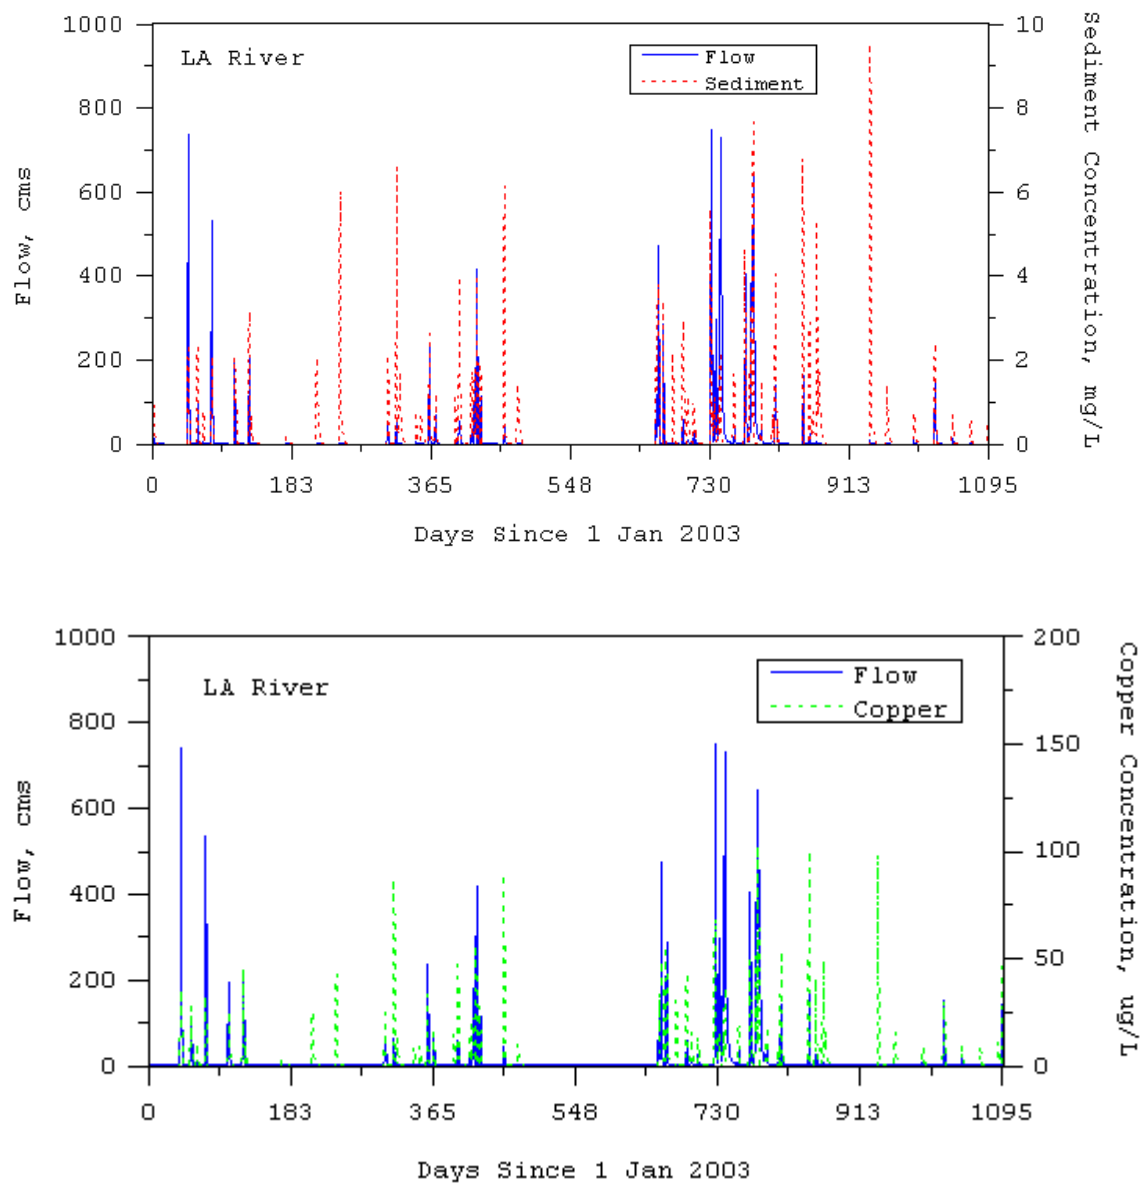 1000
800
600
400
200
0
Flow, cms
LA River
Flow
Sediment
10
8
6
4
2
0
Sediment Concentration, mg/L
0 183 365 548 730 913 1095
Days Since 1 Jan 2003
1000
800
600
400
200
0
Flow, cms
LA River
Flow
Copper
200
150
100
50
0
Copper Concentration, ug/L
0 183 365 548 730 913 1095
Days Since 1 Jan 2003